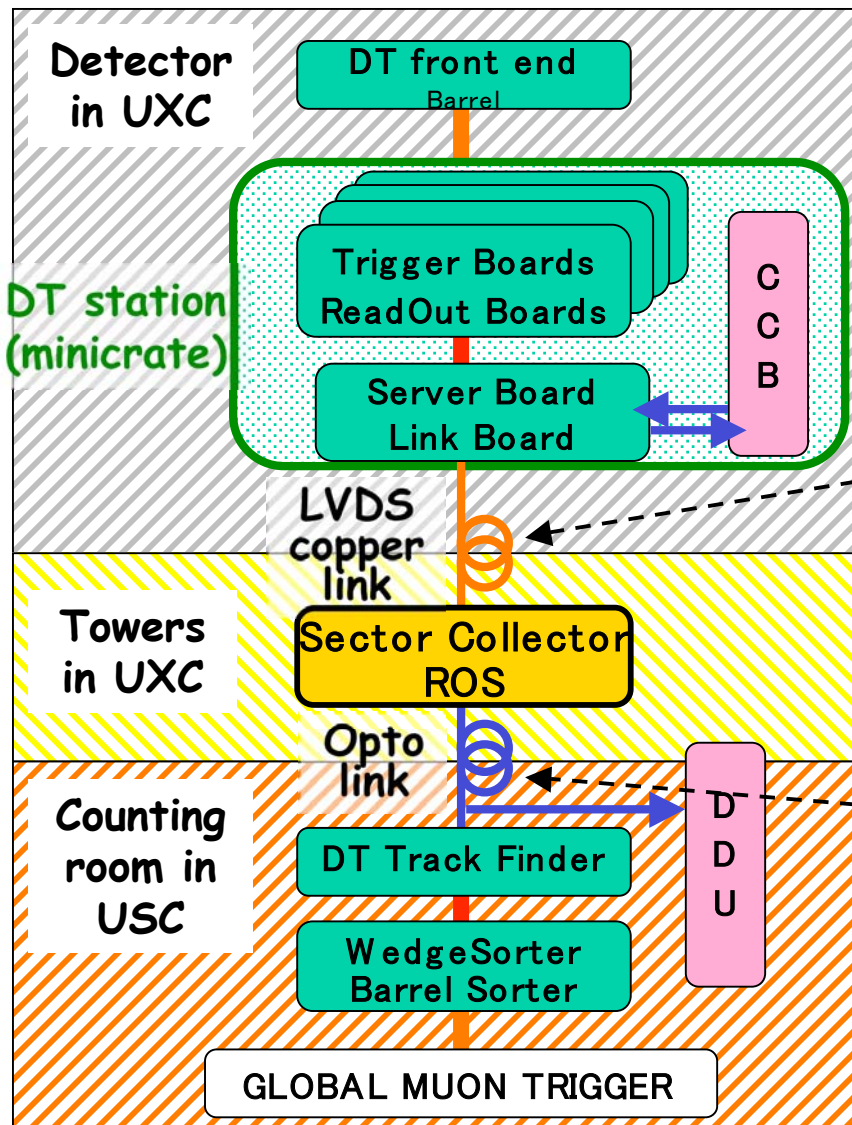 Detector
in UXC
DT front end
Barrel
DT station
(minicrate)
Trigger Boards
ReadOut Boards
C
C
B
Server Board
Link Board
LVDS
copper
link
Towers
in UXC
Sector Collector
ROS
Opto
link
Counting
room in
USC
D
D
U
DT Track Finder
WedgeSorter
Barrel Sorter
GLOBAL MUON TRIGGER